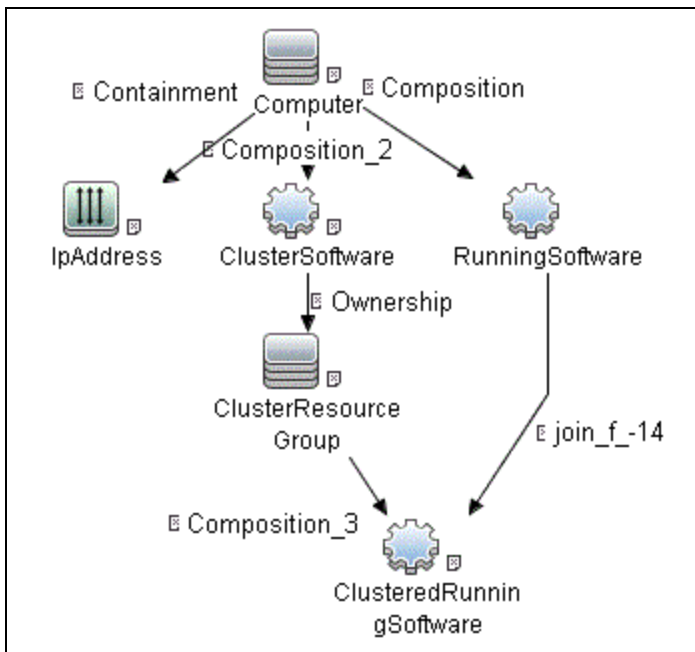 Containment
Computer
Composition
Composition_2
IpAddress
ClusterSoftware
RunningSoftware
Ownership
ClusterResource
Group
join_f_-14
Composition_3
ClusteredRunnin
gSoftware